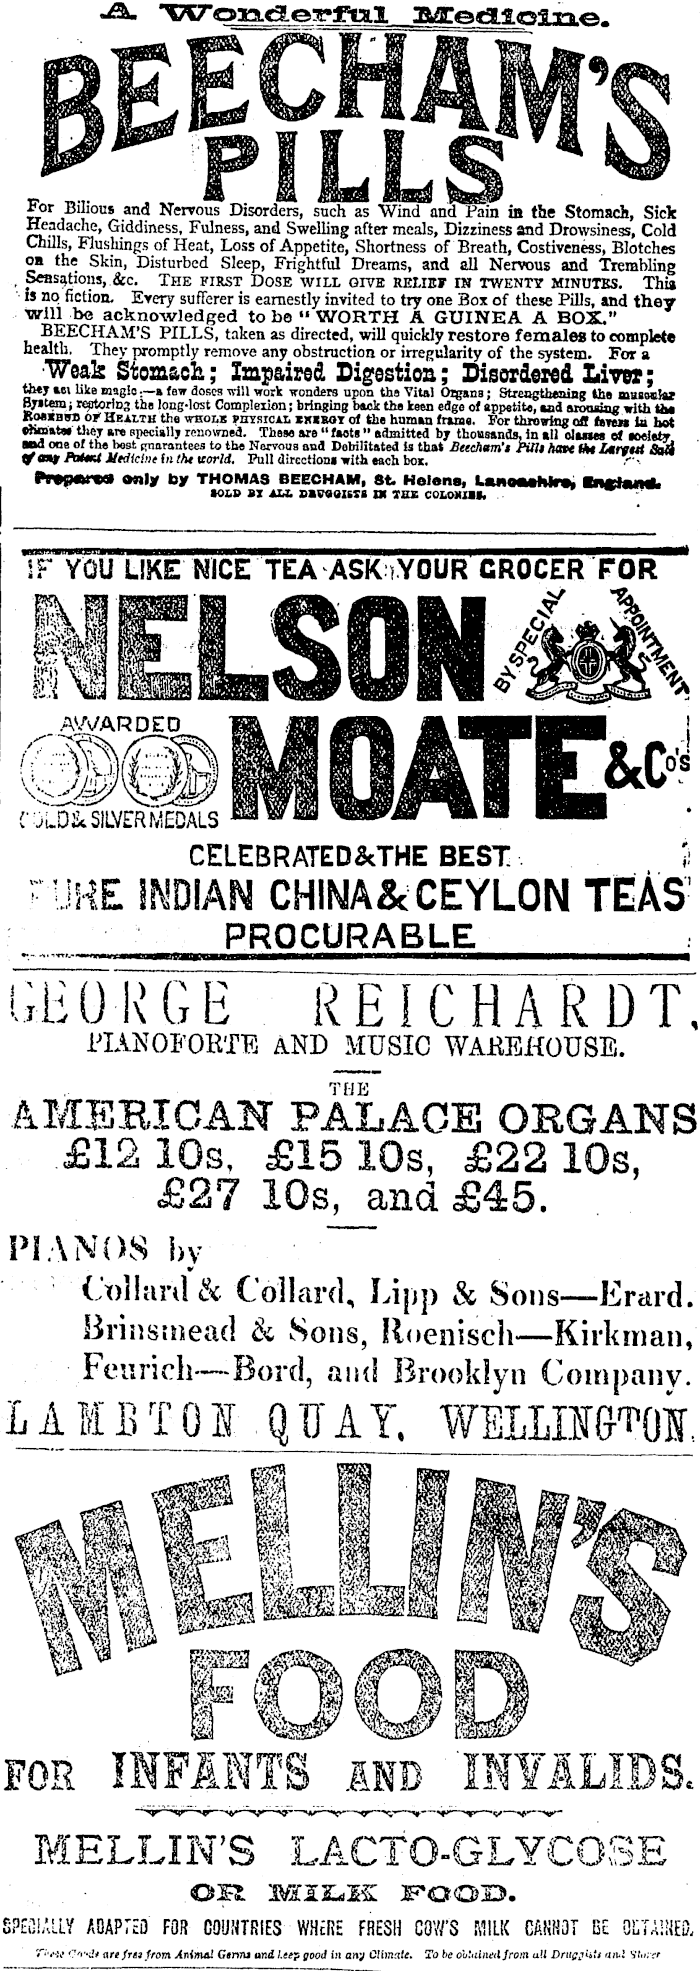 A Wonderful Medicine.
BEECHAM'S
PILLS
For Bilious and Nervous Disorders, such as Wind and Pain in the Stomach, Sick
Headache, Giddiness, Fulness, and Swelling after meals, Dizziness and Drowsiness, Cold
Chills, Flushings of Heat, Loss of Appetite, Shortness of Breath, Costiveness, Blotches
on the Skin, Disturbed Sleep, Frightful Dreams, and all Nervous and Trembling
Sensations, &c. THE FIRST DOSE WILL GIVE RELIEF IN TWENTY MINUTES. This
is no fiction. Every sufferer is earnestly invited to try one Box of these Pills, and they
will be acknowledged to be "WORTH A GUINEA A BOX."
BEECHAM'S PILLS, taken as directed, will quickly restore females to complete
health. They promptly remove any obstruction or irregularity of the system. For a
Weak Stomach; Impaired Digestion; Disordered Liver;
they act like magic:—a few doses will work wonders upon the Vital Organs; Strengthening the muscular
System; restoring the long-lost Complexion; bringing back the keen edge of appetite, and arousing with the
ROSEBUD OF HEALTH the WHOLE PHYSICAL ENERGY of the human frame. For throwing off fevers in hot
climates they are specially renowned. These are "facts" admitted by thousands, in all classes of society,
and one of the best guarantees to the Nervous and Debilitated is that Beecham's Pills have the Largest Sale
of any Patent Medicine in the world. Full directions with each box.
Prepared only by THOMAS BEECHAM, St. Helens, Lancashire, England.
SOLD BY ALL DRUGGISTS IN THE COLONIES.
IF YOU LIKE NICE TEA ASK YOUR GROCER FOR
NELSON
BY SPECIAL APPOINTMENT
AWARDED
GOLD & SILVER MEDALS
MOATE & Co's
CELEBRATED & THE BEST
PURE INDIAN CHINA & CEYLON TEAS
PROCURABLE
GEORGE REICHARDT,
PIANOFORTE AND MUSIC WAREHOUSE.
THE
AMERICAN PALACE ORGANS
£12 10s, £15 10s, £22 10s,
£27 10s, and £45.
PIANOS by
Collard & Collard, Lipp & Sons—Erard.
Brinsmead & Sons, Roenisch—Kirkman,
Feurich—Bord, and Brooklyn Company.
LAMBTON QUAY, WELLINGTON.
MELLIN'S
FOOD
FOR INFANTS AND INVALIDS.
MELLIN'S LACTO-GLYCOSE
OR MILK FOOD.
SPECIALLY ADAPTED FOR COUNTRIES WHERE FRESH COW'S MILK CANNOT BE OBTAINED.
These Goods are free from Animal Germs and keep good in any Climate. To be obtained from all Druggists and Stores